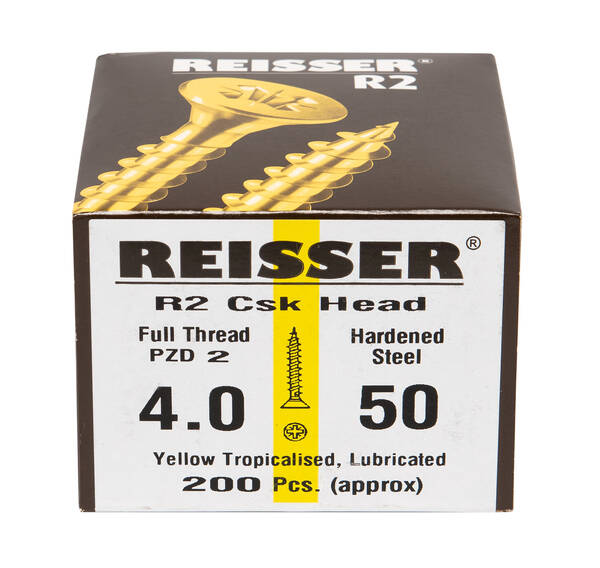 REISSER®
R2
REISSER®
R2 Csk Head
Full Thread
PZD 2
Hardened
Steel
4.0
50
Yellow Tropicalised, Lubricated
200 Pcs. (approx)